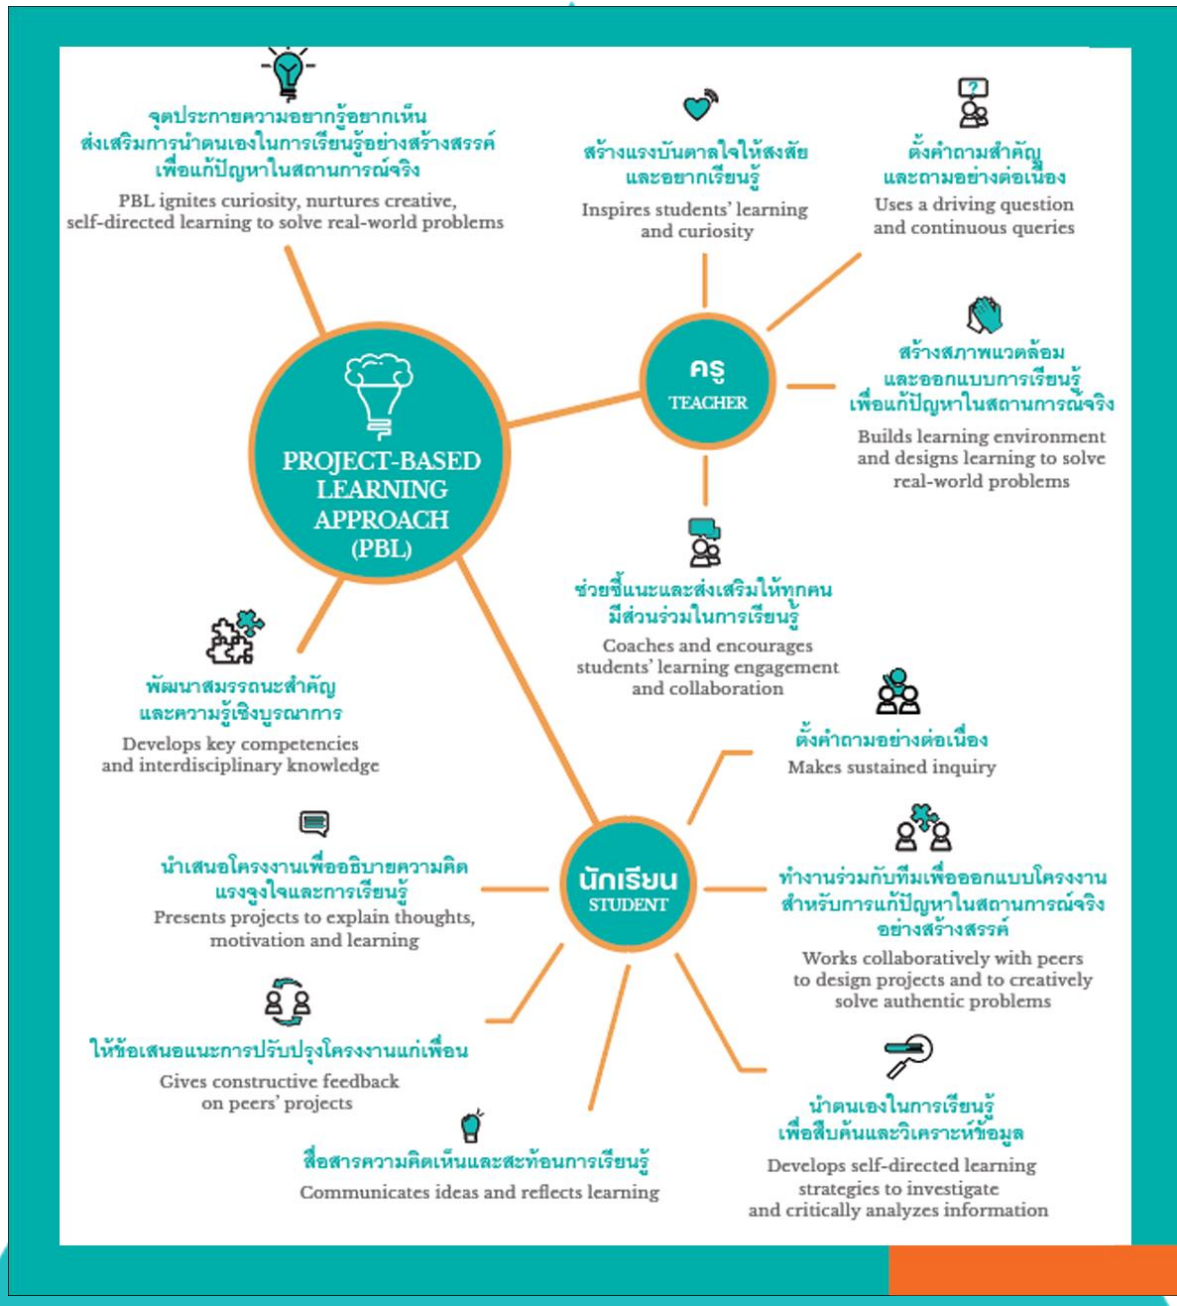 จุดประกายความอยากรู้อยากเห็น
ส่งเสริมการนำตนเองในการเรียนรู้อย่างสร้างสรรค์
เพื่อแก้ปัญหาในสถานการณ์จริง
PBL ignites curiosity, nurtures creative,
self-directed learning to solve real-world problems
สร้างแรงบันดาลใจให้สงสัย
และอยากเรียนรู้
Inspires students’ learning
and curiosity
?
ตั้งคำถามสำคัญ
และถามอย่างต่อเนื่อง
Uses a driving question
and continuous queries
ครู
TEACHER
สร้างสภาพแวดล้อม
และออกแบบการเรียนรู้
เพื่อแก้ปัญหาในสถานการณ์จริง
Builds learning environment
and designs learning to solve
real-world problems
PROJECT-BASED
LEARNING
APPROACH
(PBL)
ช่วยชี้แนะและส่งเสริมให้ทุกคน
มีส่วนร่วมในการเรียนรู้
Coaches and encourages
students’ learning engagement
and collaboration
พัฒนาสมรรถนะสำคัญ
และความรู้เชิงบูรณาการ
Develops key competencies
and interdisciplinary knowledge
ตั้งคำถามอย่างต่อเนื่อง
Makes sustained inquiry
นำเสนอโครงงานเพื่ออธิบายความคิด
แรงจูงใจและการเรียนรู้
Presents projects to explain thoughts,
motivation and learning
นักเรียน
STUDENT
ทำงานร่วมกับทีมเพื่อออกแบบโครงงาน
สำหรับการแก้ปัญหาในสถานการณ์จริง
อย่างสร้างสรรค์
Works collaboratively with peers
to design projects and to creatively
solve authentic problems
ให้ข้อเสนอแนะการปรับปรุงโครงงานแก่เพื่อน
Gives constructive feedback
on peers’ projects
นำตนเองในการเรียนรู้
เพื่อสืบค้นและวิเคราะห์ข้อมูล
Develops self-directed learning
strategies to investigate
and critically analyzes information
สื่อสารความคิดเห็นและสะท้อนการเรียนรู้
Communicates ideas and reflects learning